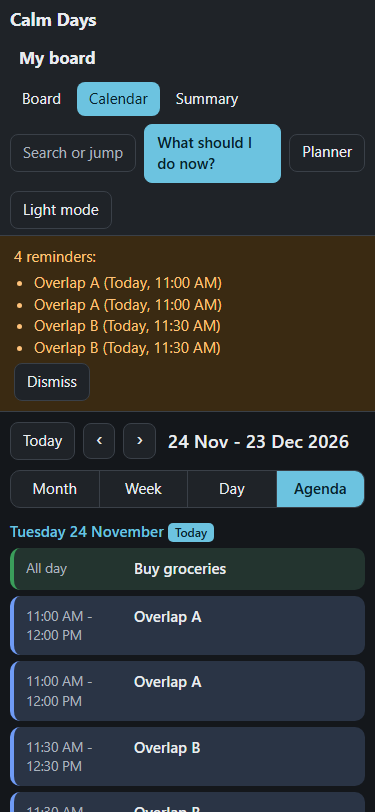 Calm Days
My board
Board Calendar Summary
Search or jump
What should I
do now?
Planner
Light mode
4 reminders:
• Overlap A (Today, 11:00 AM)
• Overlap A (Today, 11:00 AM)
• Overlap B (Today, 11:30 AM)
• Overlap B (Today, 11:30 AM)
Dismiss
Today ‹ › 24 Nov - 23 Dec 2026
Month Week Day Agenda
Tuesday 24 November Today
All day Buy groceries
11:00 AM - Overlap A
12:00 PM
11:00 AM - Overlap A
12:00 PM
11:30 AM - Overlap B
12:30 PM
11:30 AM - Overlap B